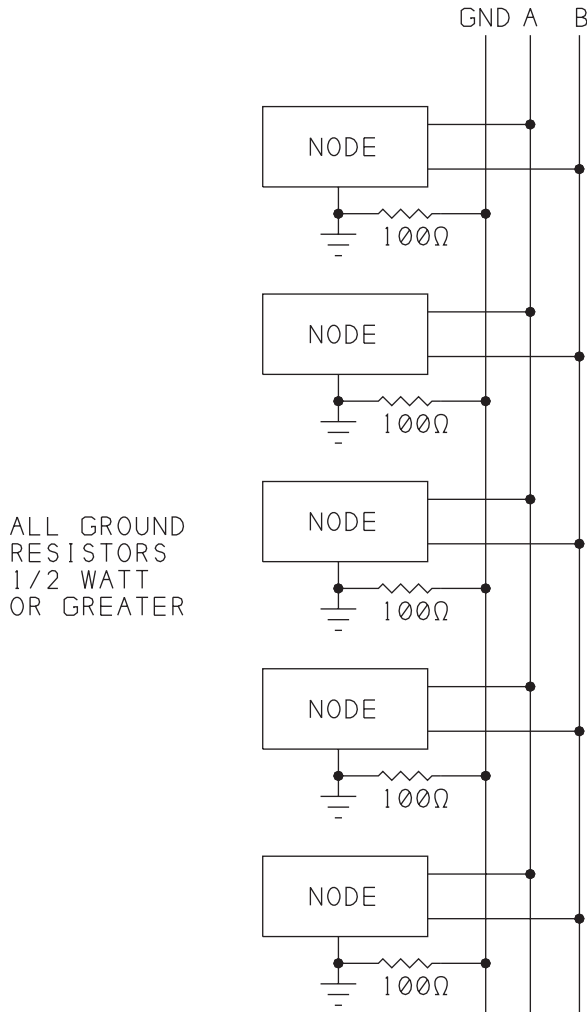 GND A B
NODE
100Ω
NODE
100Ω
ALL GROUND
RESISTORS
1/2 WATT
OR GREATER
NODE
100Ω
NODE
100Ω
NODE
100Ω